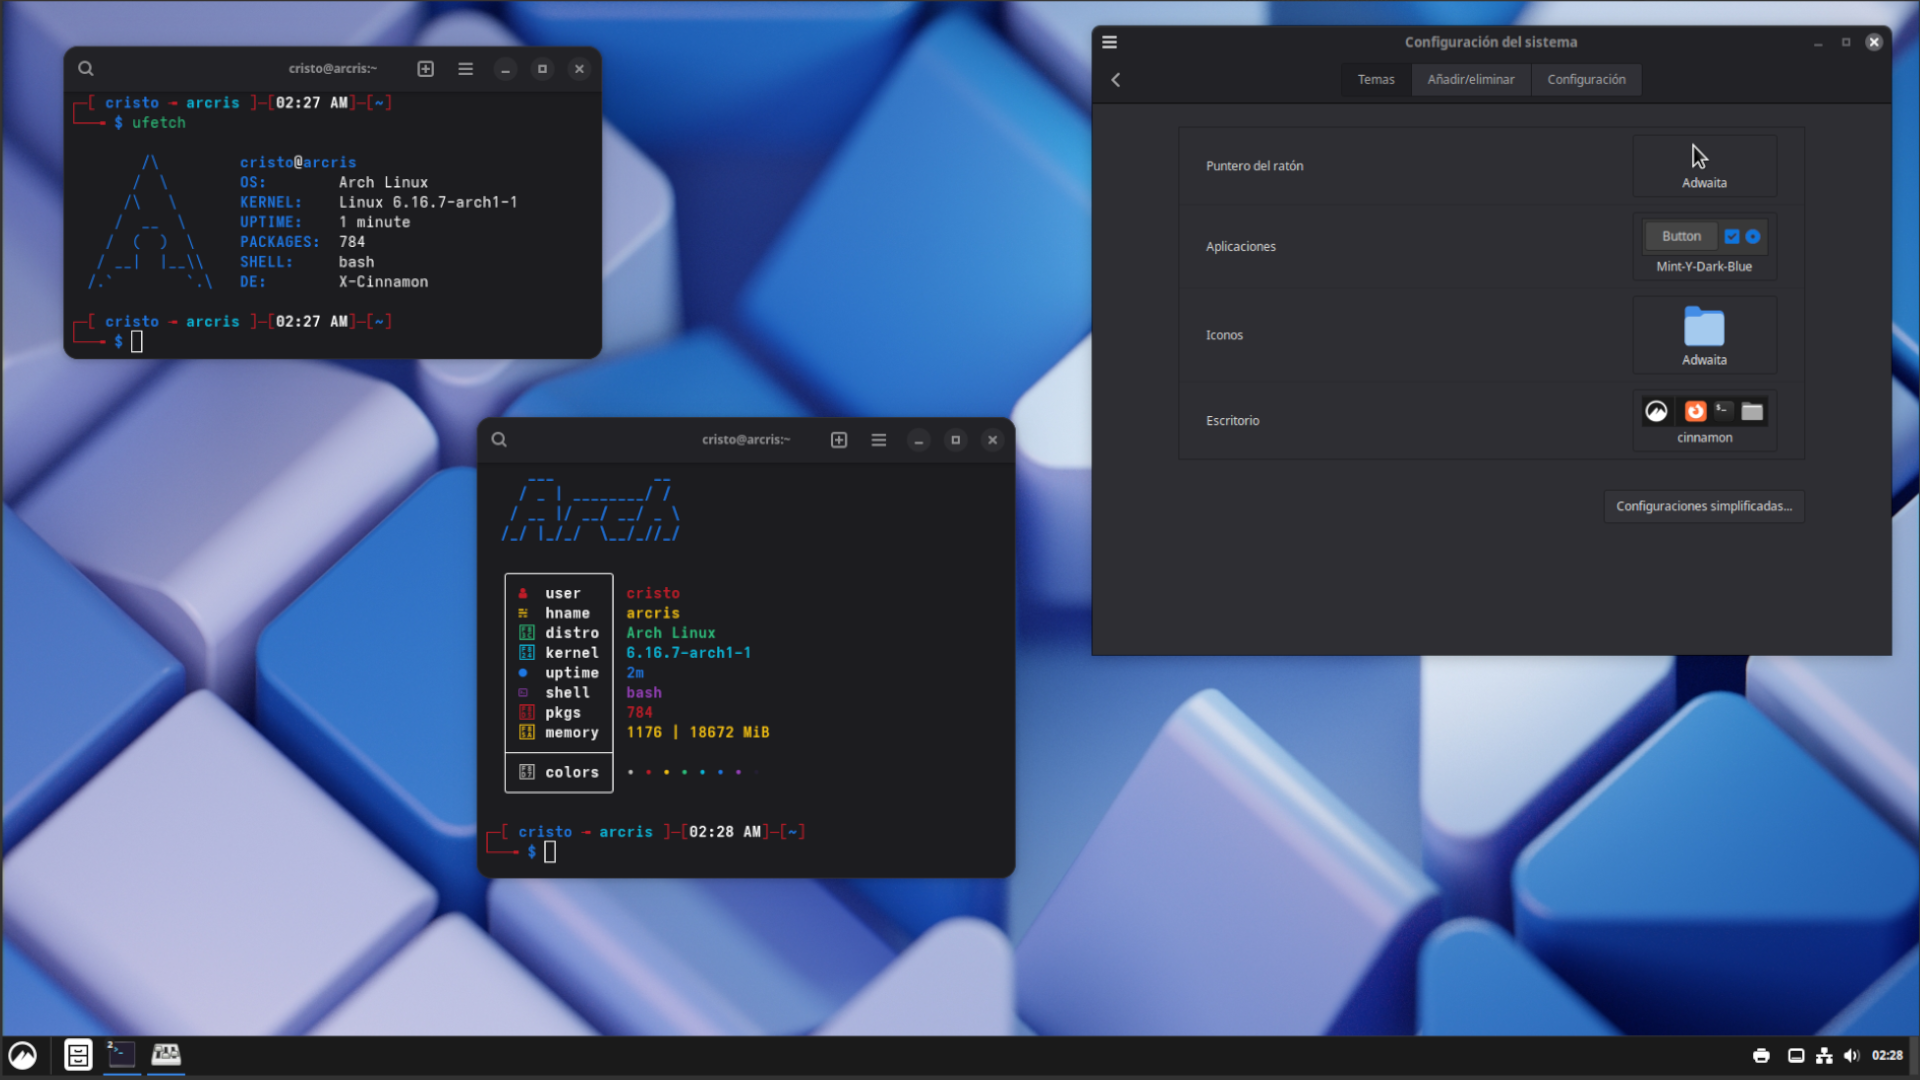 cristo@arcris:~
[ cristo → arcris ]─[02:27 AM]─[~]
$ ufetch
cristo@arcris
OS: Arch Linux
KERNEL: Linux 6.16.7-arch1-1
UPTIME: 1 minute
PACKAGES: 784
SHELL: bash
DE: X-Cinnamon
[ cristo → arcris ]─[02:27 AM]─[~]
$
cristo@arcris:~
Arch
user cristo
hname arcris
distro Arch Linux
kernel 6.16.7-arch1-1
uptime 2m
shell bash
pkgs 784
memory 1176 | 18672 MiB
colors
[ cristo → arcris ]─[02:28 AM]─[~]
$
Configuración del sistema
Temas
Añadir/eliminar
Configuración
Puntero del ratón
Adwaita
Aplicaciones
Button
Mint-Y-Dark-Blue
Iconos
Adwaita
Escritorio
cinnamon
Configuraciones simplificadas...
2
02:28